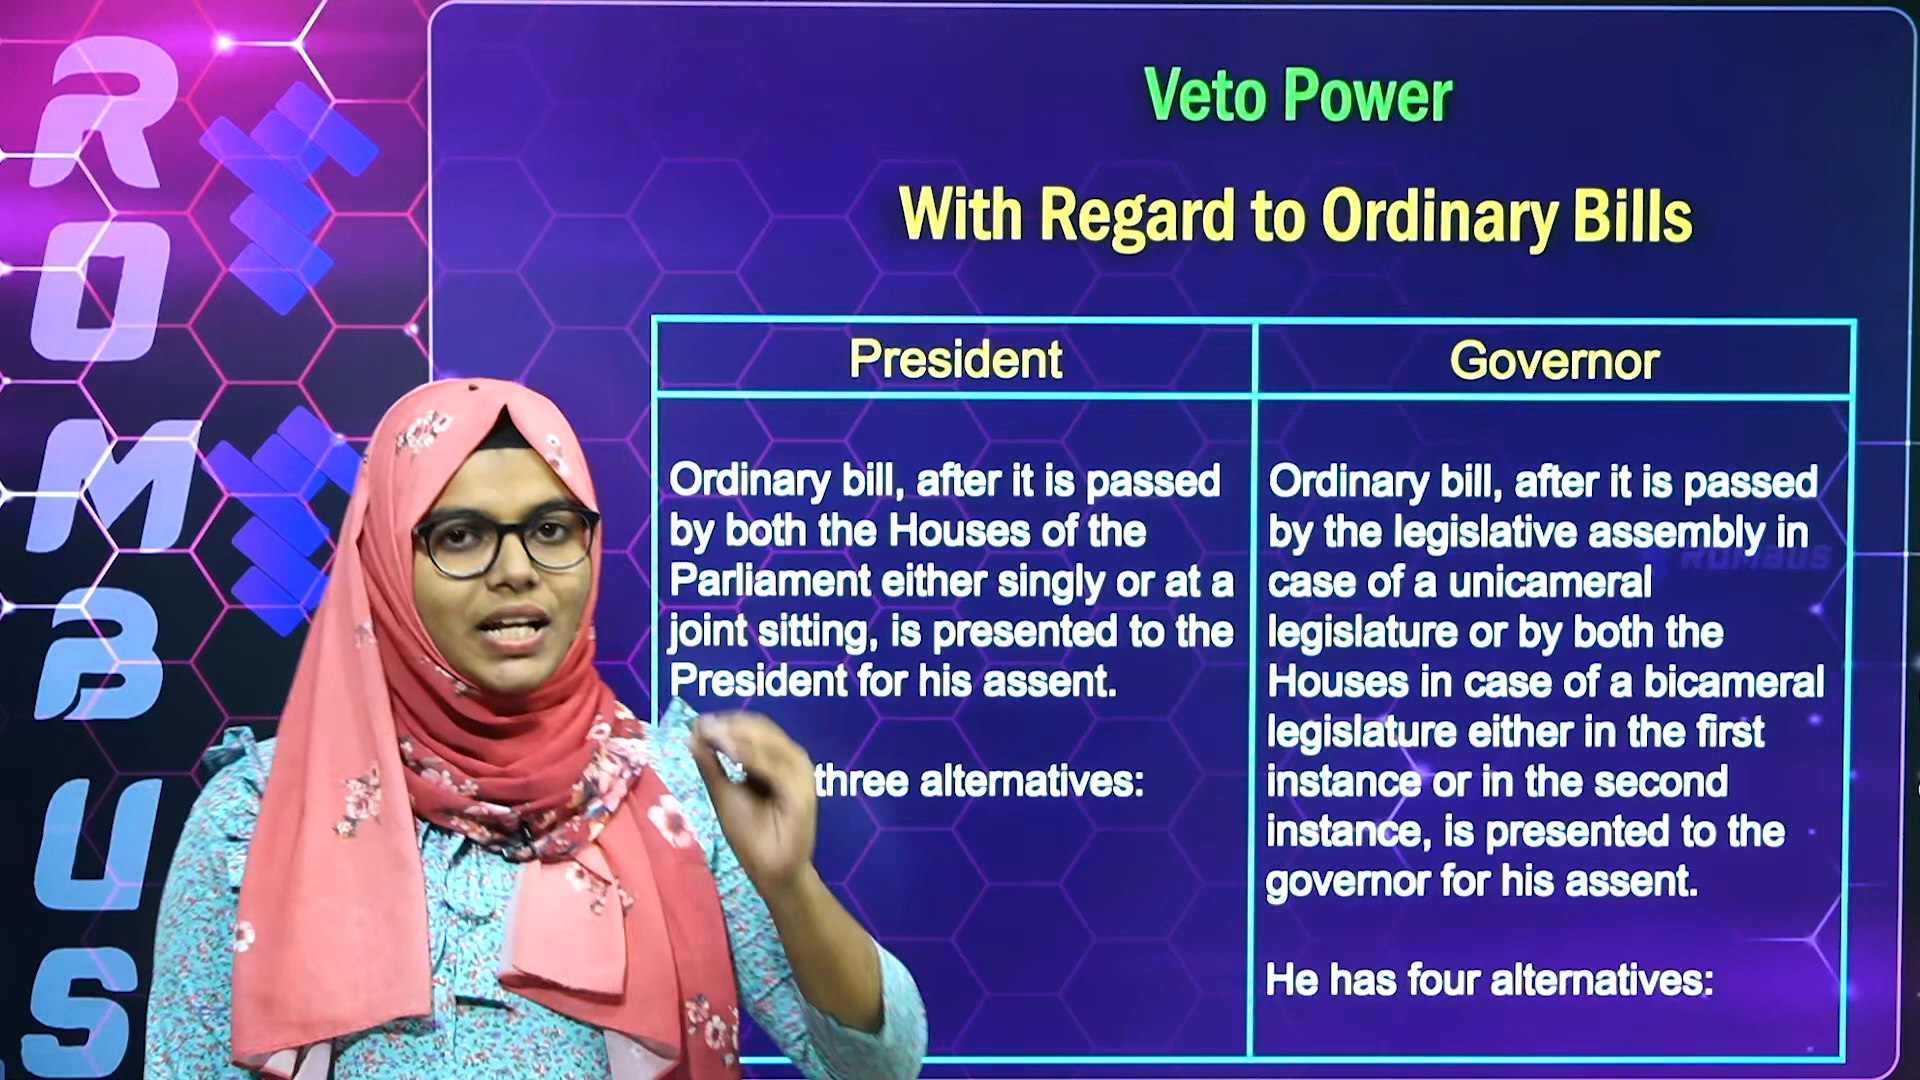 ROMBUS
Veto Power
With Regard to Ordinary Bills
President
Governor
Ordinary bill, after it is passed
by both the Houses of the
Parliament either singly or at a
joint sitting, is presented to the
President for his assent.
three alternatives:
Ordinary bill, after it is passed
by the legislative assembly in
case of a unicameral
legislature or by both the
Houses in case of a bicameral
legislature either in the first
instance or in the second
instance, is presented to the
governor for his assent.
He has four alternatives:
ROMBUS